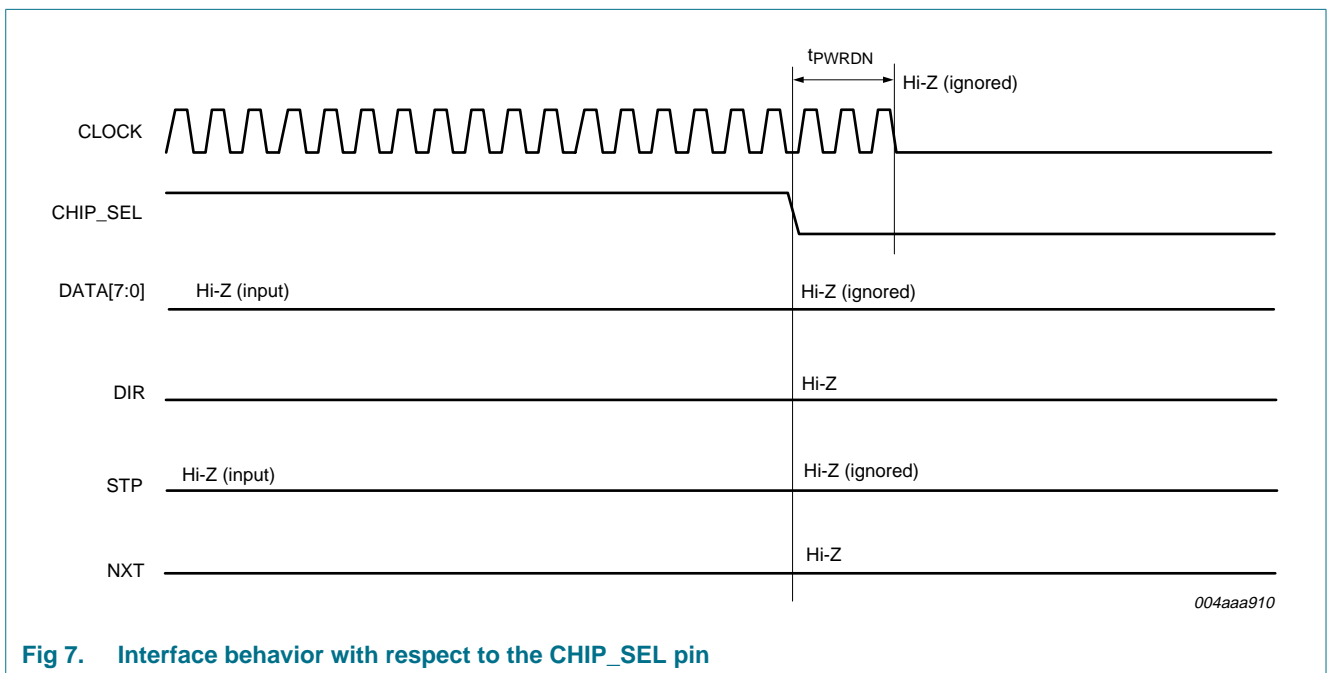 tPWRDN
Hi-Z (ignored)
CLOCK
CHIP_SEL
DATA[7:0] Hi-Z (input) Hi-Z (ignored)
DIR Hi-Z
STP Hi-Z (input) Hi-Z (ignored)
NXT Hi-Z
004aaa910
Fig 7. Interface behavior with respect to the CHIP_SEL pin